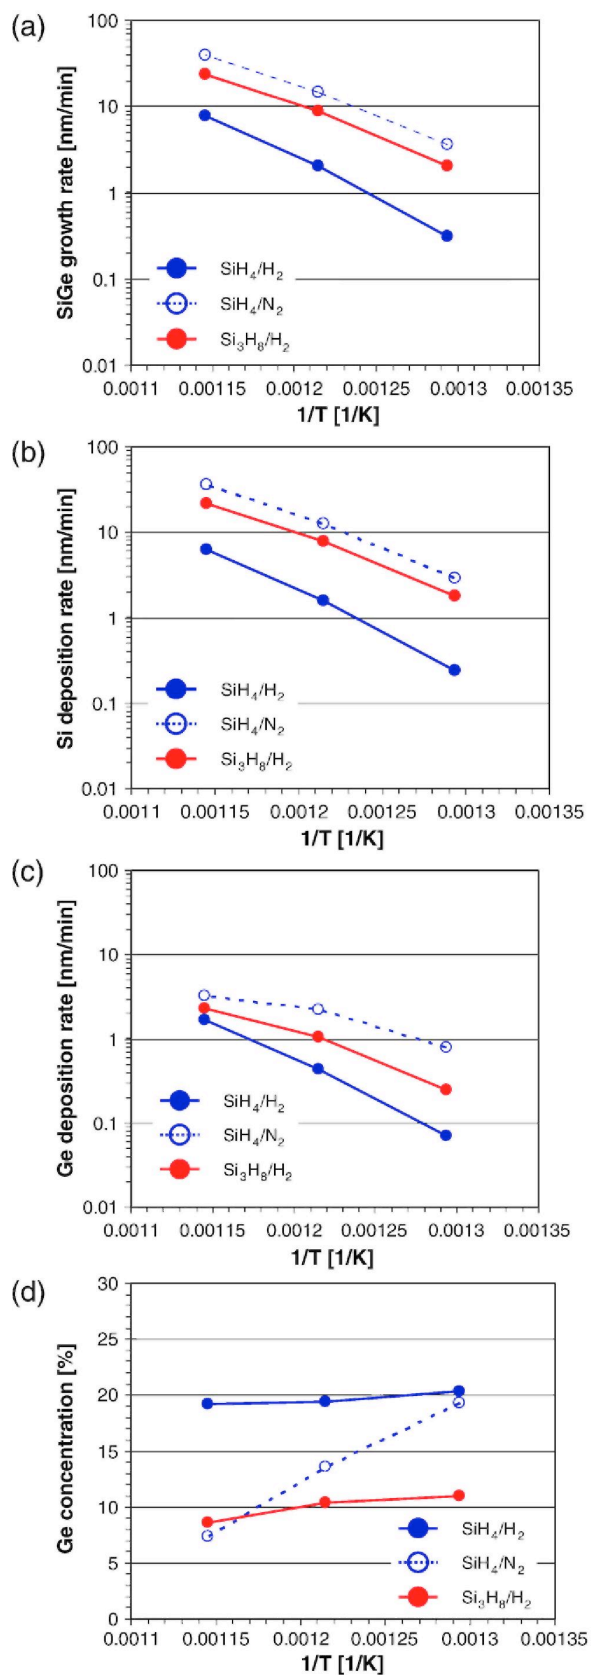 (a)
SiGe growth rate [nm/min]
100
10
1
0.1
0.01
SiH4/H2
SiH4/N2
Si3H8/H2
0.0011 0.00115 0.0012 0.00125 0.0013 0.00135
1/T [1/K]
(b)
Si deposition rate [nm/min]
100
10
1
0.1
0.01
SiH4/H2
SiH4/N2
Si3H8/H2
0.0011 0.00115 0.0012 0.00125 0.0013 0.00135
1/T [1/K]
(c)
Ge deposition rate [nm/min]
100
10
1
0.1
0.01
SiH4/H2
SiH4/N2
Si3H8/H2
0.0011 0.00115 0.0012 0.00125 0.0013 0.00135
1/T [1/K]
(d)
Ge concentration [%]
30
25
20
15
10
5
0
SiH4/H2
SiH4/N2
Si3H8/H2
0.0011 0.00115 0.0012 0.00125 0.0013 0.00135
1/T [1/K]